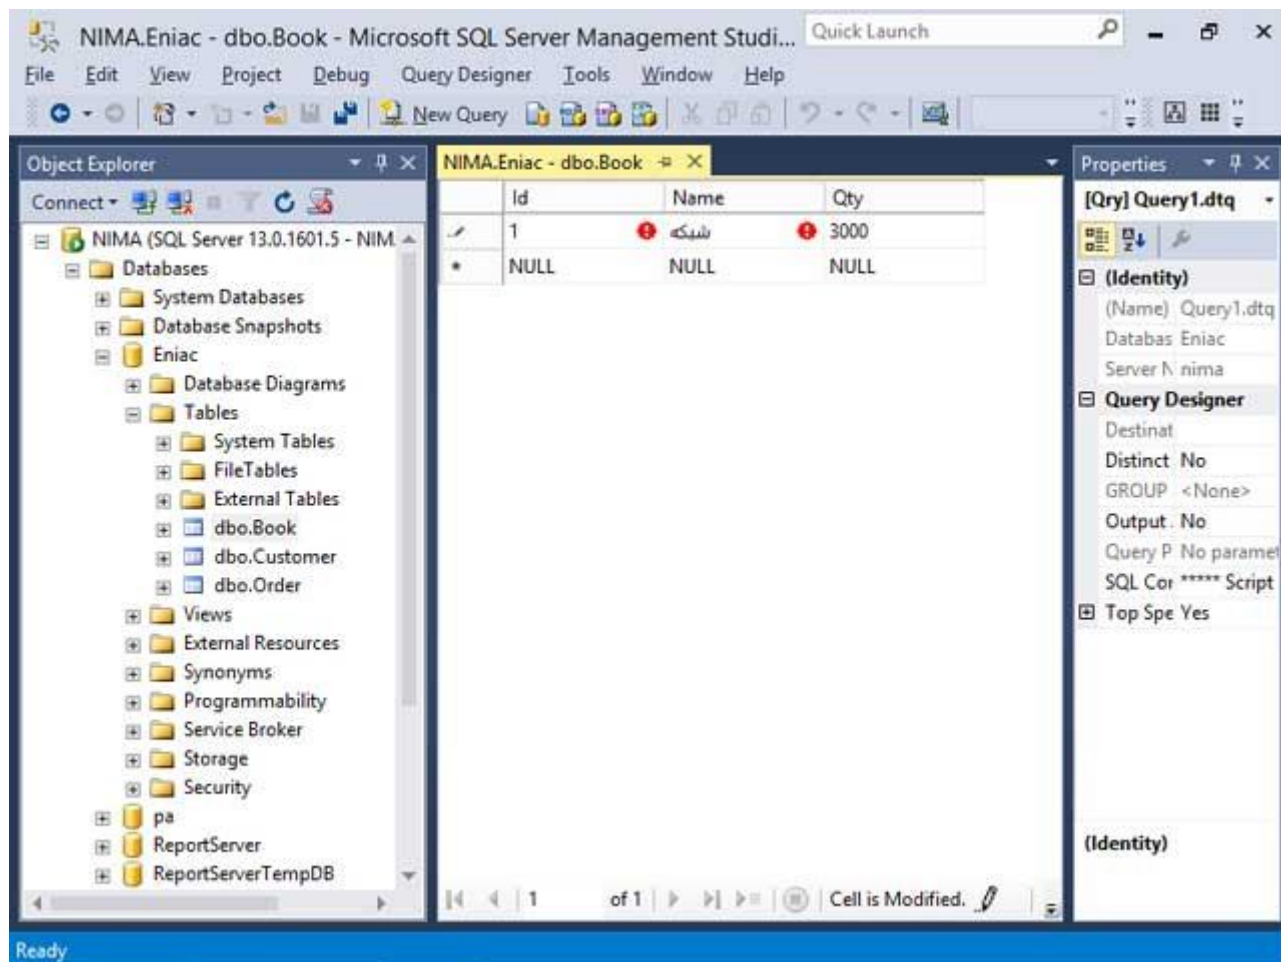 NIMA.Eniac - dbo.Book - Microsoft SQL Server Management Studi... Quick Launch
File Edit View Project Debug Query Designer Tools Window Help
New Query
Object Explorer
Connect
NIMA (SQL Server 13.0.1601.5 - NIM
Databases
System Databases
Database Snapshots
Eniac
Database Diagrams
Tables
System Tables
FileTables
External Tables
dbo.Book
dbo.Customer
dbo.Order
Views
External Resources
Synonyms
Programmability
Service Broker
Storage
Security
pa
ReportServer
ReportServerTempDB
NIMA.Eniac - dbo.Book
Id Name Qty
1 شبکه 3000
NULL NULL NULL
1 of 1 Cell is Modified.
Properties
[Qry] Query1.dtq
(Identity)
(Name) Query1.dtq
Databas Eniac
Server N nima
Query Designer
Destinat
Distinct No
GROUP <None>
Output No
Query P No paramet
SQL Cor ***** Script
Top Spe Yes
(Identity)
Ready